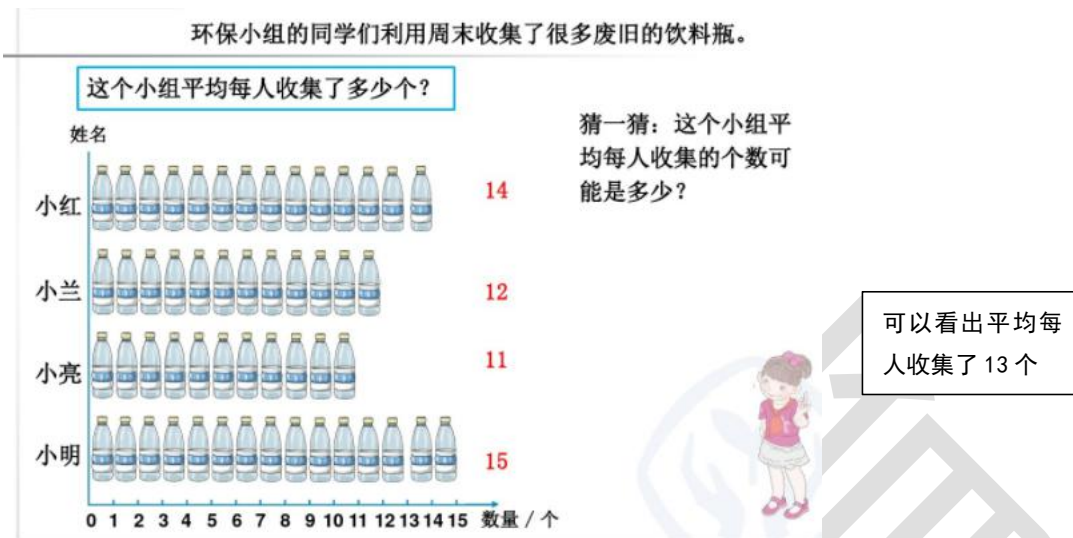 环保小组的同学们利用周末收集了很多废旧的饮料瓶。
这个小组平均每人收集了多少个？
猜一猜：这个小组平
均每人收集的个数可
能是多少？
姓名
小红 14
小兰 12
小亮 11
小明 15
0 1 2 3 4 5 6 7 8 9 10 11 12 13 14 15 数量 / 个
可以看出平均每
人收集了 13 个